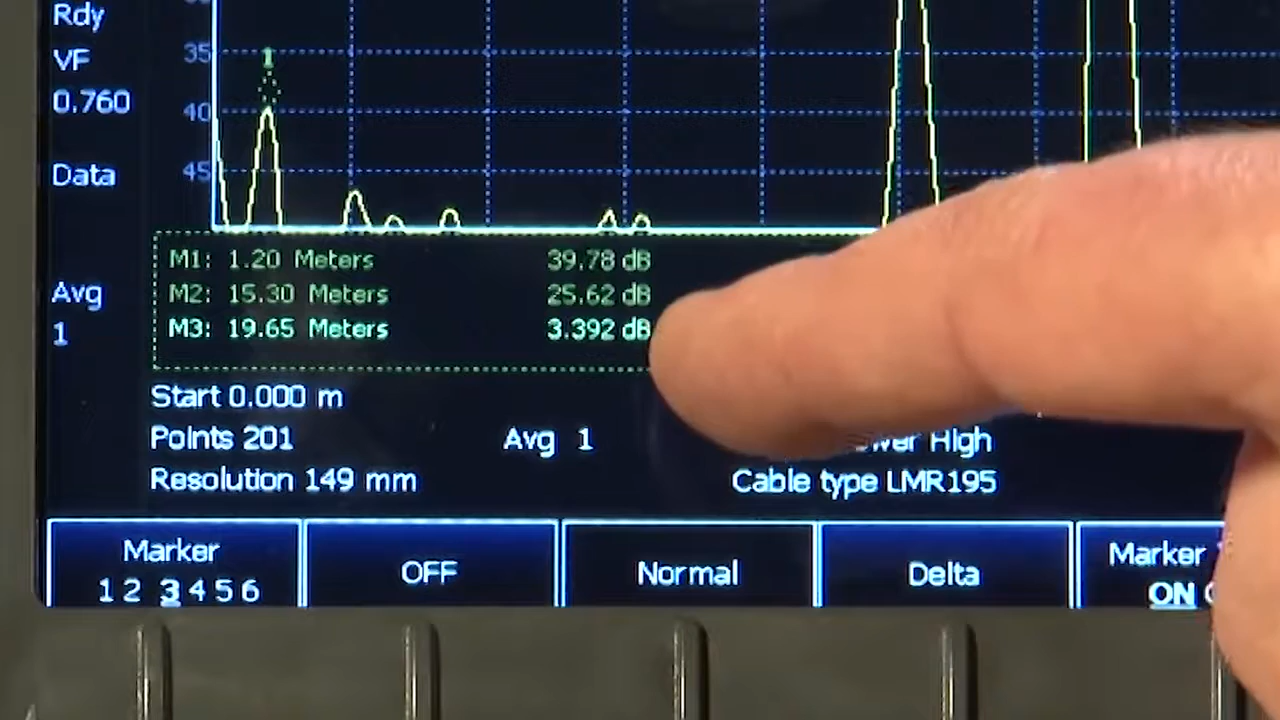 Rdy
VF
0.760
Data
Avg
1
35
40
45
1
M1: 1.20 Meters 39.78 dB
M2: 15.30 Meters 25.62 dB
M3: 19.65 Meters 3.392 dB
Start 0.000 m
Points 201 Avg 1 High
Resolution 149 mm Cable type LMR195
Marker OFF Normal Delta Marker
1 2 3 4 5 6 ON